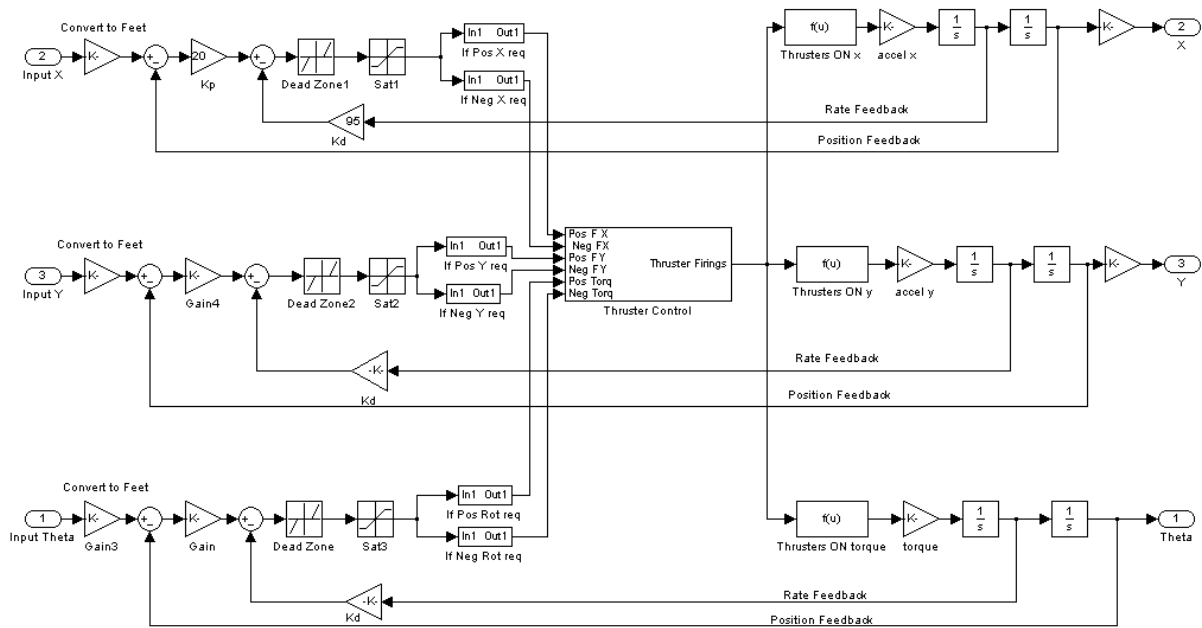 Convert to Feet
2
Input X
K-
+
-
20
Kp
+
-
Dead Zone1
Sat1
In1 Out1
If Pos X req
In1 Out1
If Neg X req
f(u)
Thrusters ON x
K-
accel x
1
s
1
s
K-
2
X
95
Kd
Rate Feedback
Position Feedback
Convert to Feet
3
Input Y
K-
+
-
K-
Gain4
+
-
Dead Zone2
Sat2
In1 Out1
If Pos Y req
In1 Out1
If Neg Y req
Pos F X
Neg FX
Pos FY
Neg FY
Pos Torq
Neg Torq
Thruster Firings
Thruster Control
f(u)
Thrusters ON y
K-
accel y
1
s
1
s
K-
3
Y
-K-
Kd
Rate Feedback
Position Feedback
Convert to Feet
1
Input Theta
K-
Gain3
+
-
K-
Gain
+
-
Dead Zone
Sat3
In1 Out1
If Pos Rot req
In1 Out1
If Neg Rot req
f(u)
Thrusters ON torque
K-
torque
1
s
1
s
1
Theta
-K-
Kd
Rate Feedback
Position Feedback